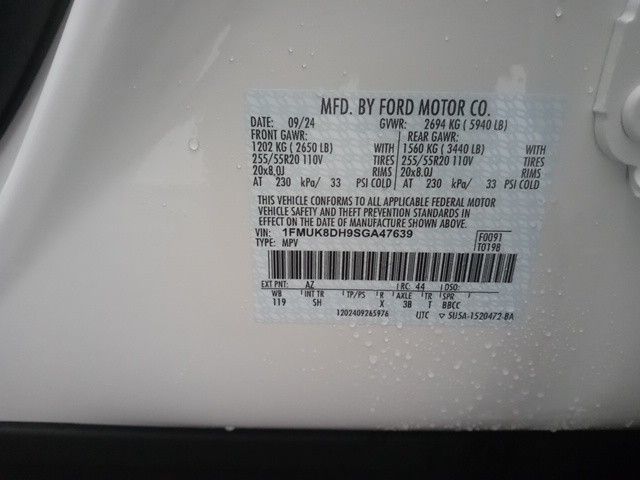 MFD. BY FORD MOTOR CO.
DATE: 09/24 GVWR: 2694 KG ( 5940 LB)
FRONT GAWR: REAR GAWR:
1202 KG ( 2650 LB) WITH 1560 KG ( 3440 LB) WITH
255/55R20 110V TIRES 255/55R20 110V TIRES
20x8.0J RIMS 20x8.0J RIMS
AT 230 kPa/ 33 PSI COLD AT 230 kPa/ 33 PSI COLD
THIS VEHICLE CONFORMS TO ALL APPLICABLE FEDERAL MOTOR
VEHICLE SAFETY AND THEFT PREVENTION STANDARDS IN
EFFECT ON THE DATE OF MANUFACTURE SHOWN ABOVE.
VIN: 1FMUK8DH9SGA47639 F0091
TYPE: MPV T0198
EXT PNT: AZ RC: 44 DSO:
WB INT TR TP/PS R AXLE TR SPR
119 SH X 3B T BBCC
1202409265976 UTC ▽ 5U5A-1520472-BA